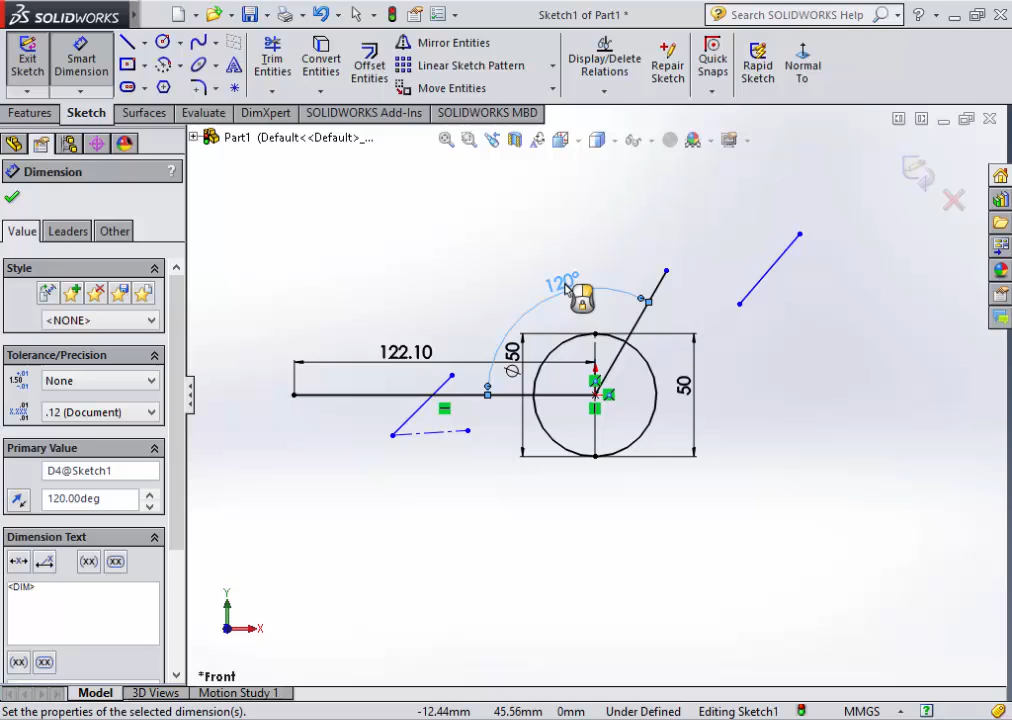 SOLIDWORKS
Sketch1 of Part1 *
Search SOLIDWORKS Help
?
Exit Sketch
Smart Dimension
Trim Entities
Convert Entities
Offset Entities
Mirror Entities
Linear Sketch Pattern
Move Entities
Display/Delete Relations
Repair Sketch
Quick Snaps
Rapid Sketch
Normal To
Features
Sketch
Surfaces
Evaluate
DimXpert
SOLIDWORKS Add-Ins
SOLIDWORKS MBD
Part1 (Default<<Default>_...
Dimension
?
Value
Leaders
Other
Style
<NONE>
Tolerance/Precision
None
.12 (Document)
Primary Value
D4@Sketch1
120.00deg
Dimension Text
(xx)
<DIM>
(xx)
120°
122.10
⌀50
50
Y
X
*Front
Model
3D Views
Motion Study 1
Set the properties of the selected dimension(s).
-12.44mm
45.56mm
0mm
Under Defined
Editing Sketch1
MMGS
?